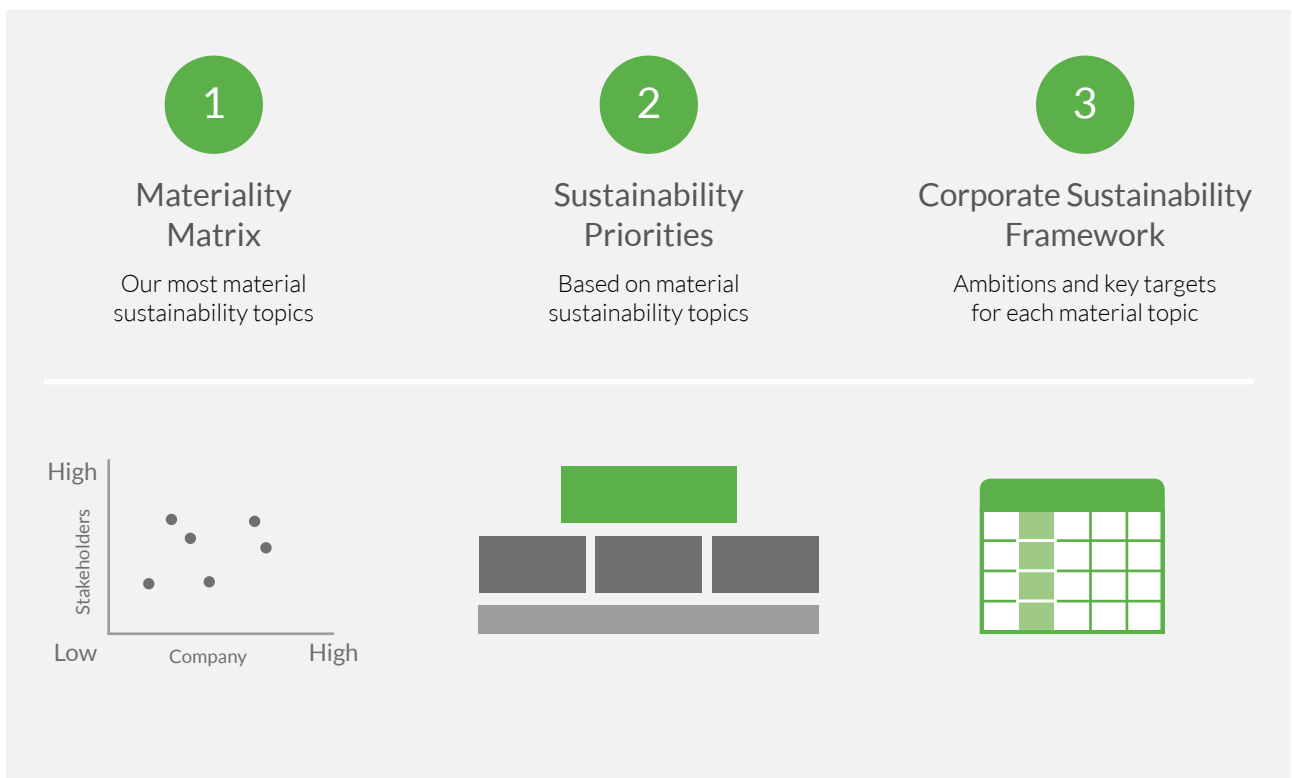 1
Materiality
Matrix
Our most material
sustainability topics
2
Sustainability
Priorities
Based on material
sustainability topics
3
Corporate Sustainability
Framework
Ambitions and key targets
for each material topic
High
Stakeholders
Low
Company
High